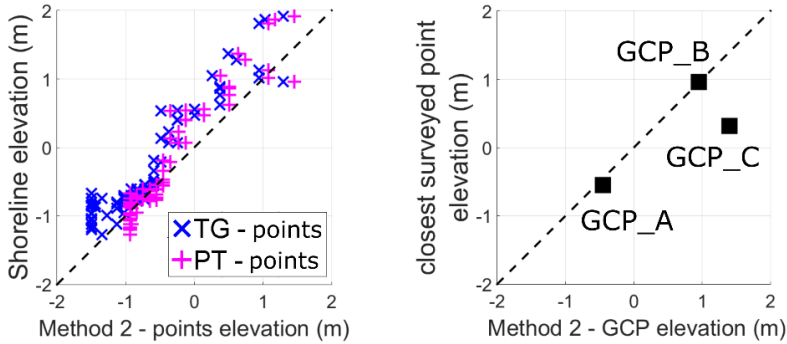 Shoreline elevation (m)
2
1
0
-1
-2
-2
-1
0
1
2
TG - points
PT - points
Method 2 - points elevation (m)
closest surveyed point
elevation (m)
2
1
0
-1
-2
-2
-1
0
1
2
GCP_B
GCP_C
GCP_A
Method 2 - GCP elevation (m)